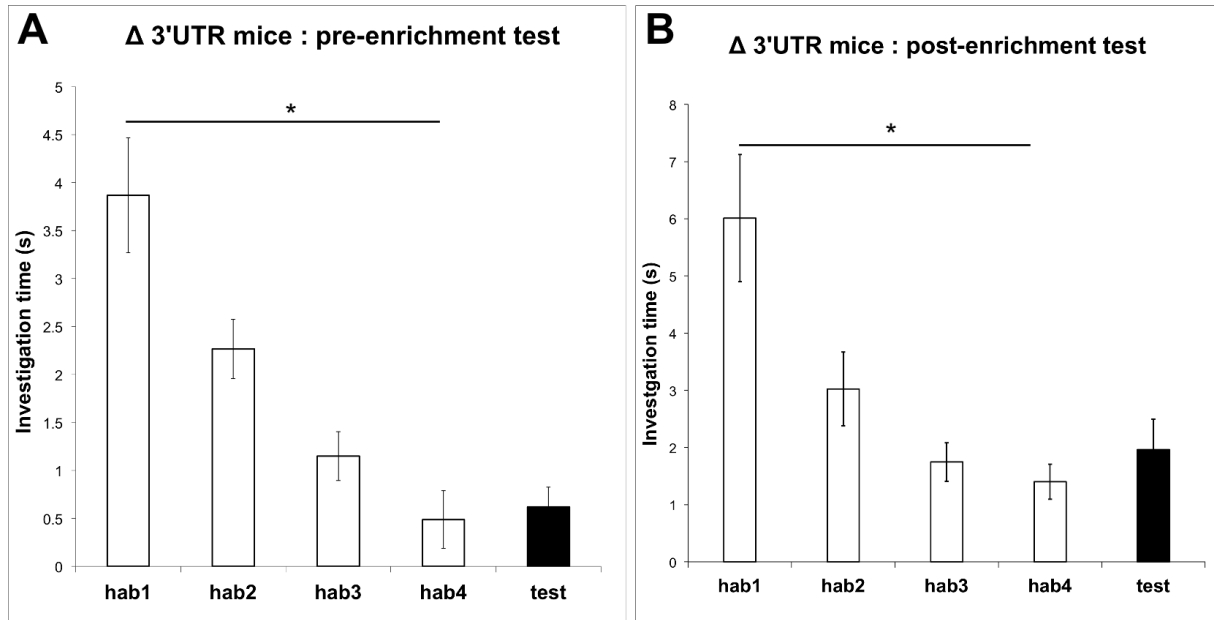 A
Δ 3'UTR mice : pre-enrichment test
5
4.5
4
3.5
3
2.5
2
1.5
1
0.5
0
Investigation time (s)
*
hab1 hab2 hab3 hab4 test
B
Δ 3'UTR mice : post-enrichment test
8
7
6
5
4
3
2
1
0
Investgation time (s)
*
hab1 hab2 hab3 hab4 test